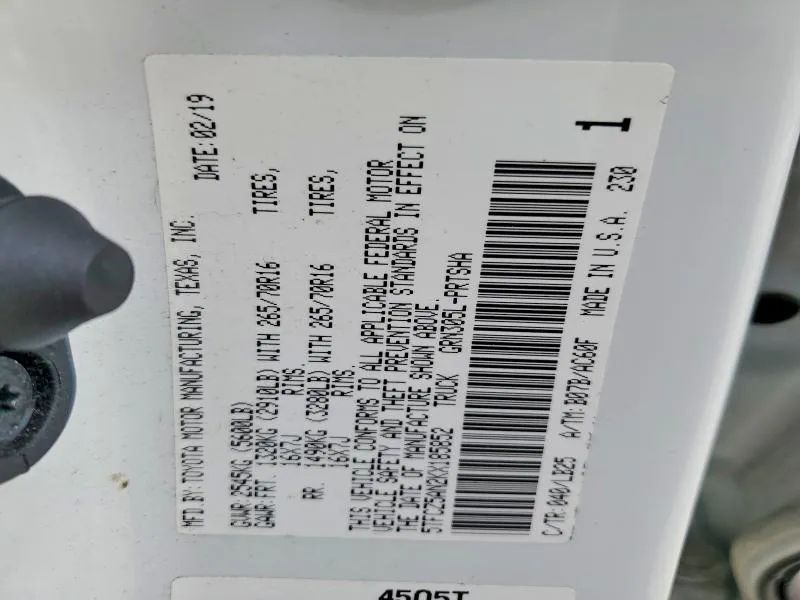 MFD.BY:TOYOTA MOTOR MANUFACTURING, TEXAS, INC. DATE:02/19
GVWR:2545KG (5600LB)
GAWR:FRT. 1320KG (2910LB) WITH 265/70R16 TIRES,
16X7J RIMS.
RR. 1490KG (3280LB) WITH 265/70R16 TIRES,
16X7J RIMS.
THIS VEHICLE CONFORMS TO ALL APPLICABLE FEDERAL MOTOR
VEHICLE SAFETY AND THEFT PREVENTION STANDARDS IN EFFECT ON
THE DATE OF MANUFACTURE SHOWN ABOVE.
5TFCZ5AN2KX185852 TRUCK GRN305L-PRTSHA
C/TR:040/LB25 A/TM:B07B/AC60F MADE IN U.S.A. 230
1
4505T